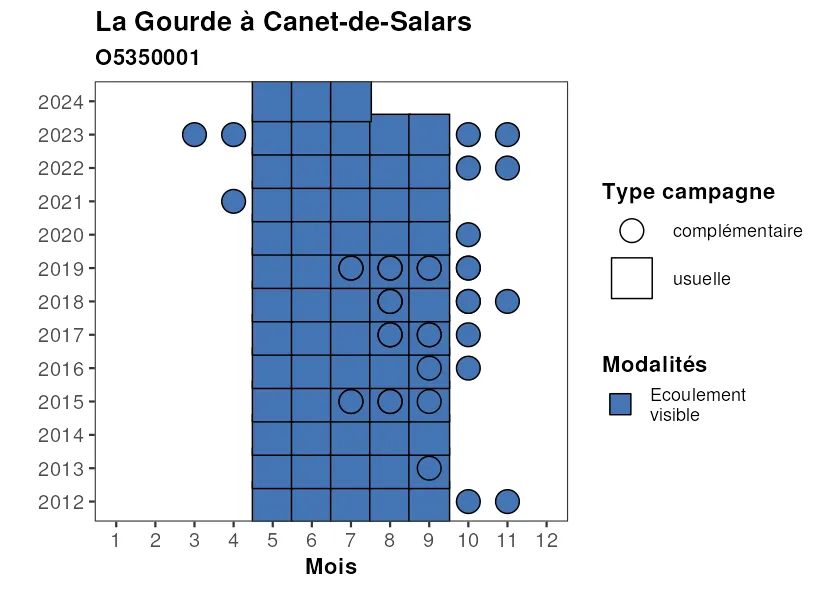 La Gourde à Canet-de-Salars
O5350001
2024
2023
2022
2021
2020
2019
2018
2017
2016
2015
2014
2013
2012
1 2 3 4 5 6 7 8 9 10 11 12
Mois
Type campagne
complémentaire
usuelle
Modalités
Ecoulement
visible